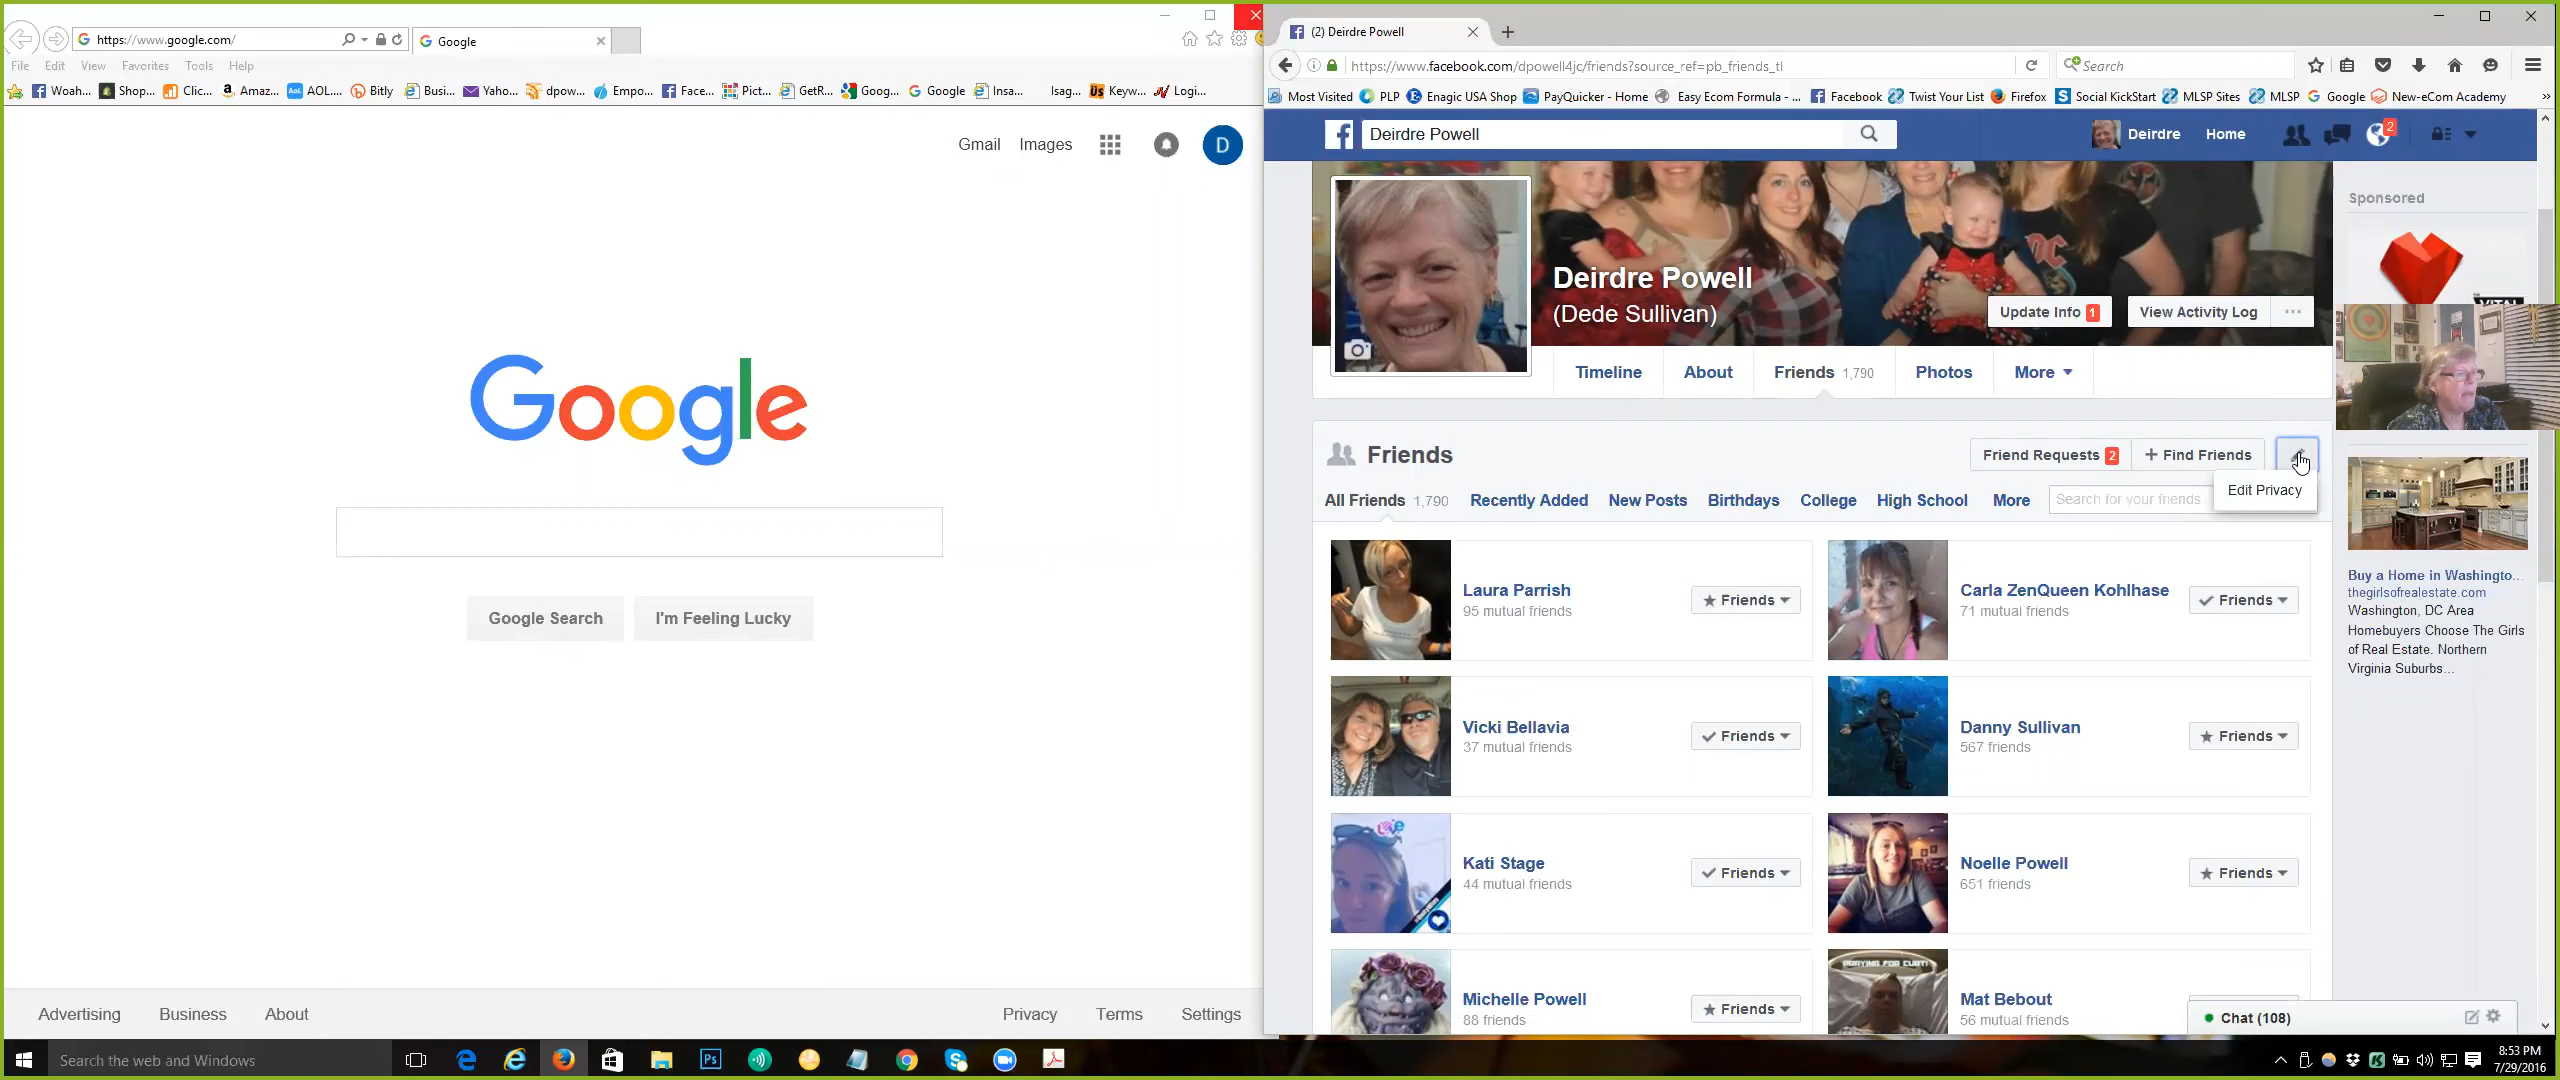 https://www.google.com/
Google
File Edit View Favorites Tools Help
Woah... Shop... Clic... Amaz... AOL... Bitly Busi... Yaho... dpow... Empo... Face... Pict... GetR... Goog... Google Insa... Isag... Keyw... Logi...
Gmail Images
D
Google
Google Search I'm Feeling Lucky
Advertising Business About Privacy Terms Settings
(2) Deirdre Powell
https://www.facebook.com/dpowell4jc/friends?source_ref=pb_friends_tl
Search
Most Visited PLP Enagic USA Shop PayQuicker - Home Easy Ecom Formula - ... Facebook Twist Your List Firefox Social KickStart MLSP Sites MLSP Google New-eCom Academy
Deirdre Powell
Deirdre Home 2
Deirdre Powell
(Dede Sullivan)
Update Info 1 View Activity Log
Timeline About Friends 1,790 Photos More
Friends
Friend Requests 2 + Find Friends
Edit Privacy
All Friends 1,790 Recently Added New Posts Birthdays College High School More Search for your friends
Laura Parrish
95 mutual friends
Friends
Carla ZenQueen Kohlhase
71 mutual friends
Friends
Vicki Bellavia
37 mutual friends
Friends
Danny Sullivan
567 friends
Friends
Kati Stage
44 mutual friends
Friends
Noelle Powell
651 friends
Friends
Michelle Powell
88 friends
Friends
Mat Bebout
56 mutual friends
Sponsored
Buy a Home in Washingto...
thegirlsofrealestate.com
Washington, DC Area
Homebuyers Choose The Girls
of Real Estate. Northern
Virginia Suburbs...
Chat (108)
Search the web and Windows
8:53 PM
7/29/2016